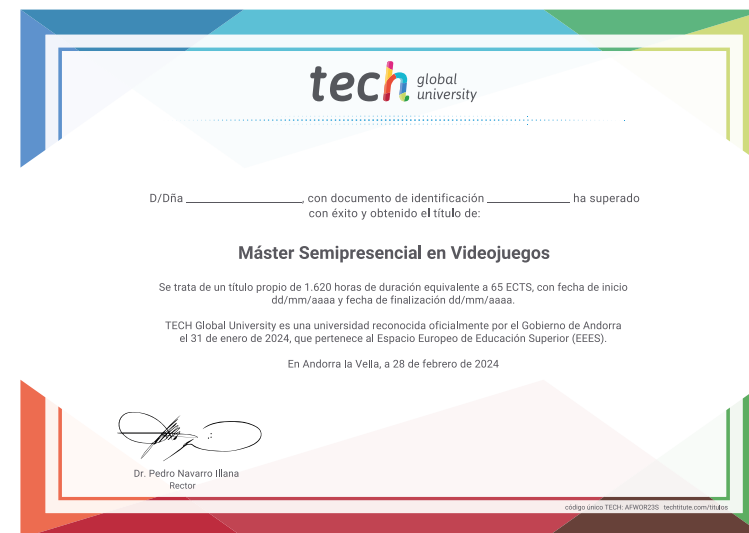 tech global university
D/Dña ______________, con documento de identificación ______________ ha superado
con éxito y obtenido el título de:
Máster Semipresencial en Videojuegos
Se trata de un título propio de 1.620 horas de duración equivalente a 65 ECTS, con fecha de inicio
dd/mm/aaaa y fecha de finalización dd/mm/aaaa.
TECH Global University es una universidad reconocida oficialmente por el Gobierno de Andorra
el 31 de enero de 2024, que pertenece al Espacio Europeo de Educación Superior (EEES).
En Andorra la Vella, a 28 de febrero de 2024
Dr. Pedro Navarro Illana
Rector
código único TECH: AFWOR23S techtitute.com/titulos